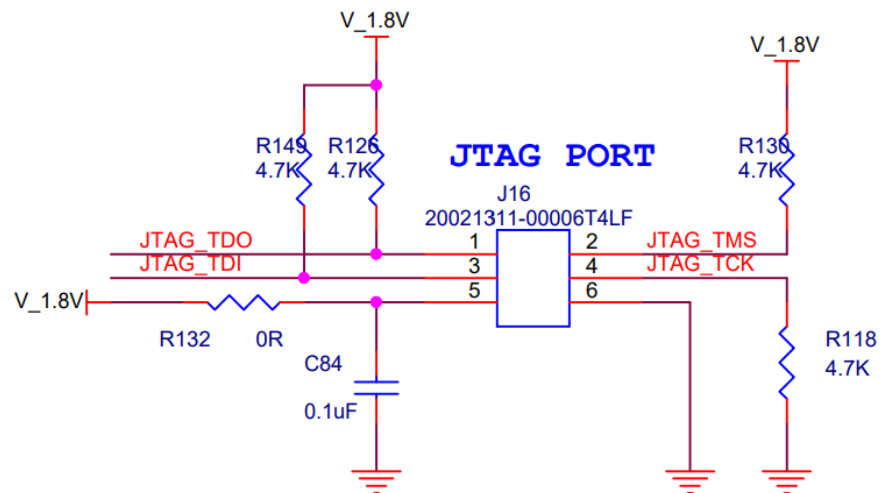 V_1.8V
V_1.8V
R149
4.7K
R126
4.7K
JTAG PORT
R130
4.7K
J16
20021311-00006T4LF
JTAG_TDO
1
2
JTAG_TMS
JTAG_TDI
3
4
JTAG_TCK
V_1.8V
5
6
R132
0R
C84
0.1uF
R118
4.7K